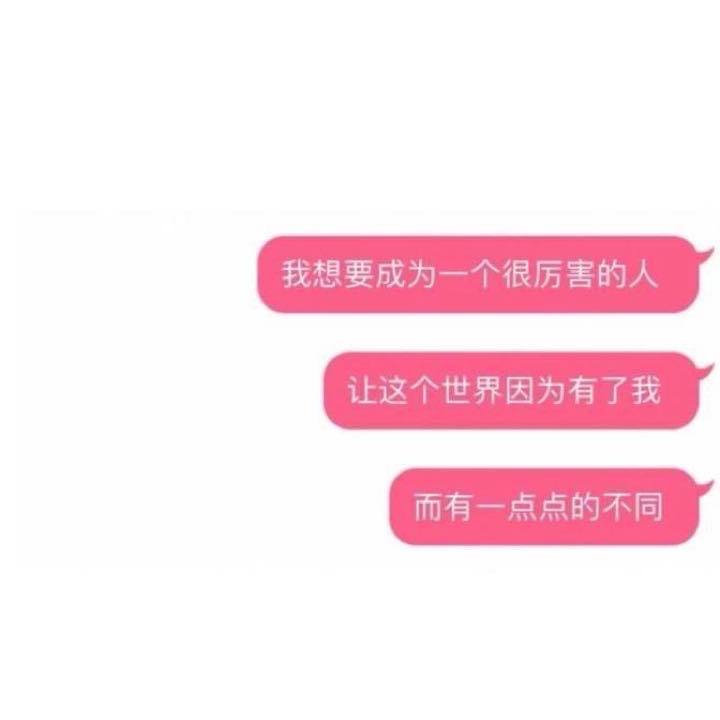 我想要成为一个很厉害的人
让这个世界因为有了我
而有一点点的不同